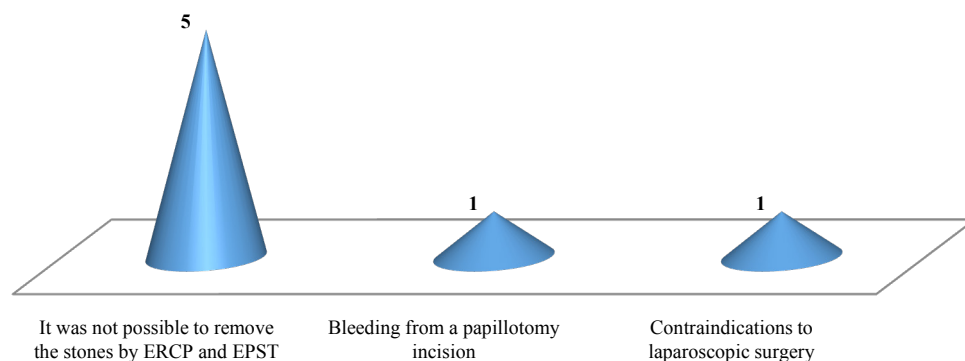 5
1
1
It was not possible to remove
the stones by ERCP and EPST
Bleeding from a papillotomy
incision
Contraindications to
laparoscopic surgery